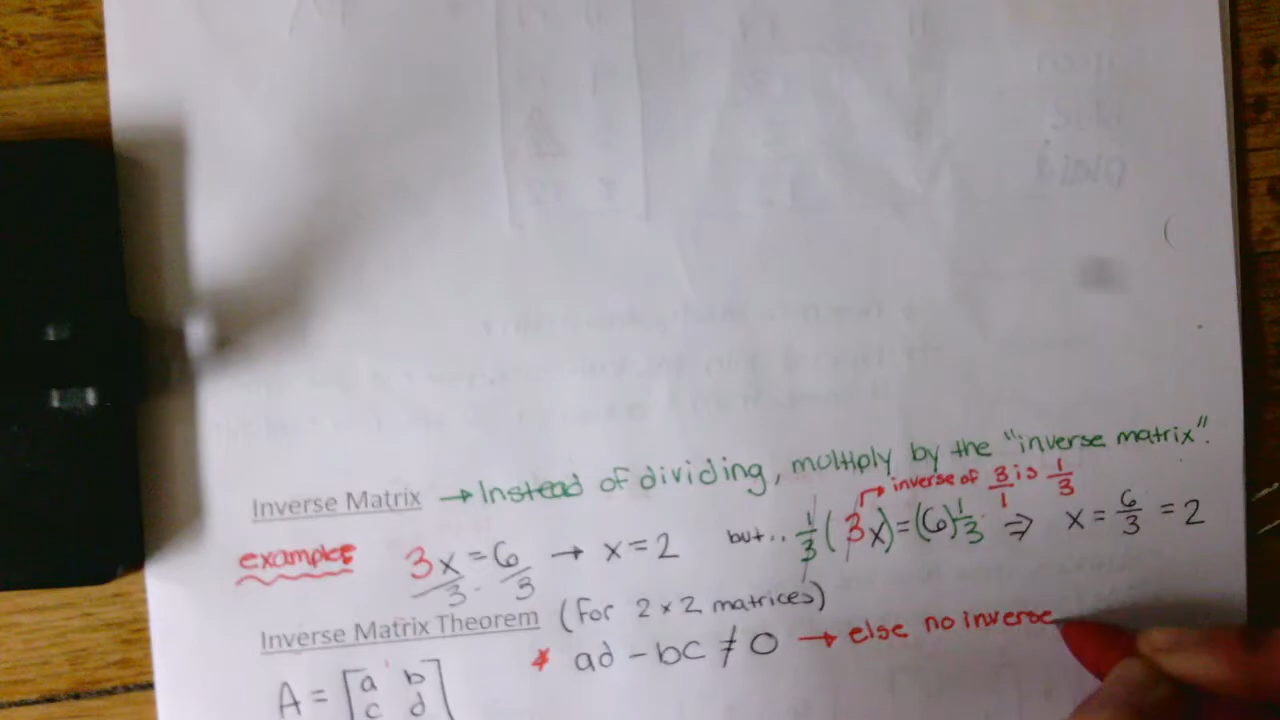 Inverse Matrix → Instead of dividing, multiply by the "inverse matrix".
inverse of 3/1 is 1/3
example: 3x/3 = 6/3 → x = 2 but.. 1/3(3x) = (6)1/3 ⇒ x = 6/3 = 2
Inverse Matrix Theorem (for 2 x 2 matrices)
* ad - bc ≠ 0 → else no inverse
A = [a b
c d]